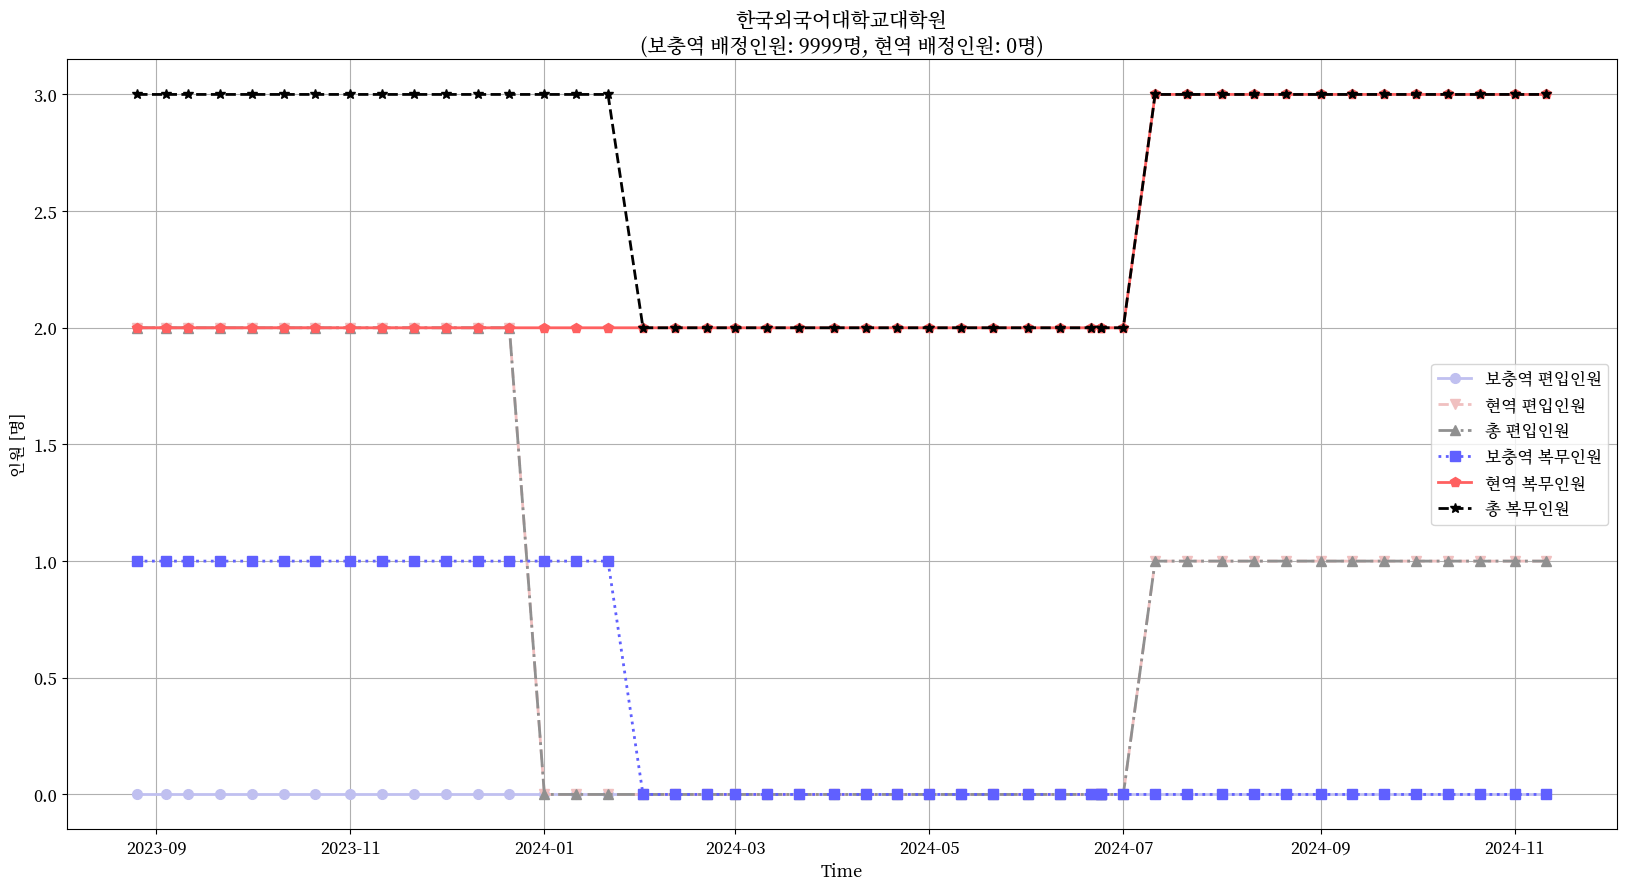 한국외국어대학교대학원
(보충역 배정인원: 9999명, 현역 배정인원: 0명)
3.0
2.5
2.0
1.5
1.0
0.5
0.0
인원 [명]
보충역 편입인원
현역 편입인원
총 편입인원
보충역 복무인원
현역 복무인원
총 복무인원
2023-09
2023-11
2024-01
2024-03
2024-05
2024-07
2024-09
2024-11
Time